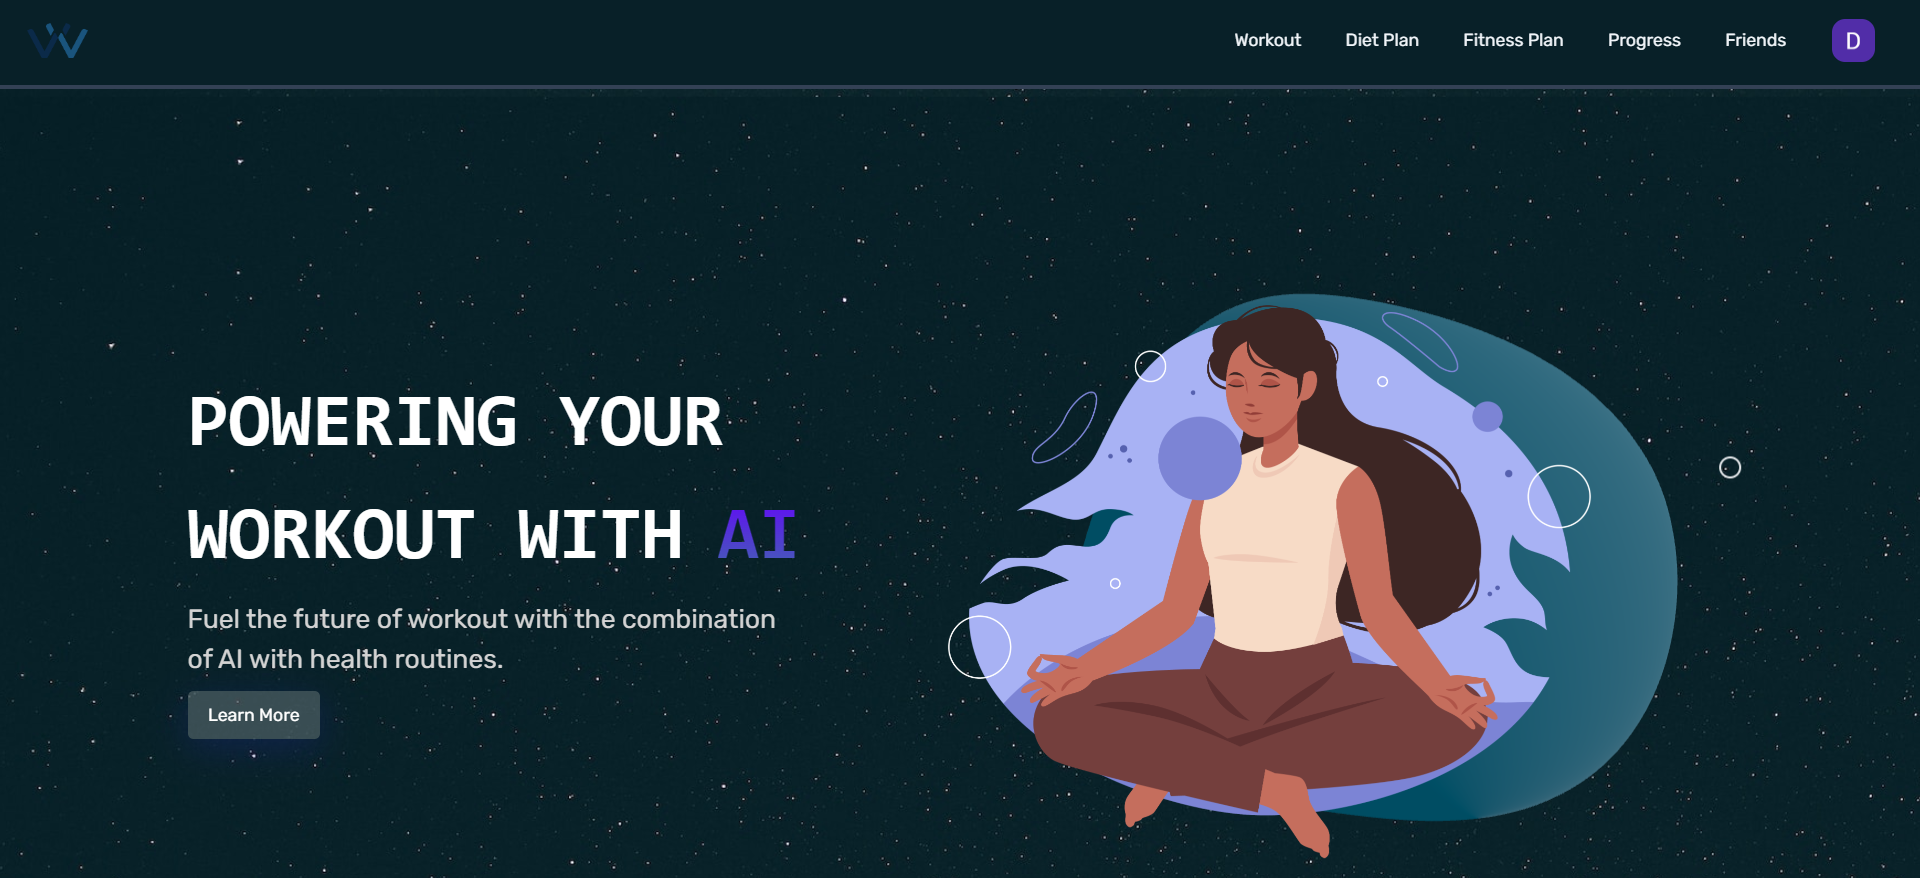 W
Workout Diet Plan Fitness Plan Progress Friends D
POWERING YOUR
WORKOUT WITH AI
Fuel the future of workout with the combination
of AI with health routines.
Learn More